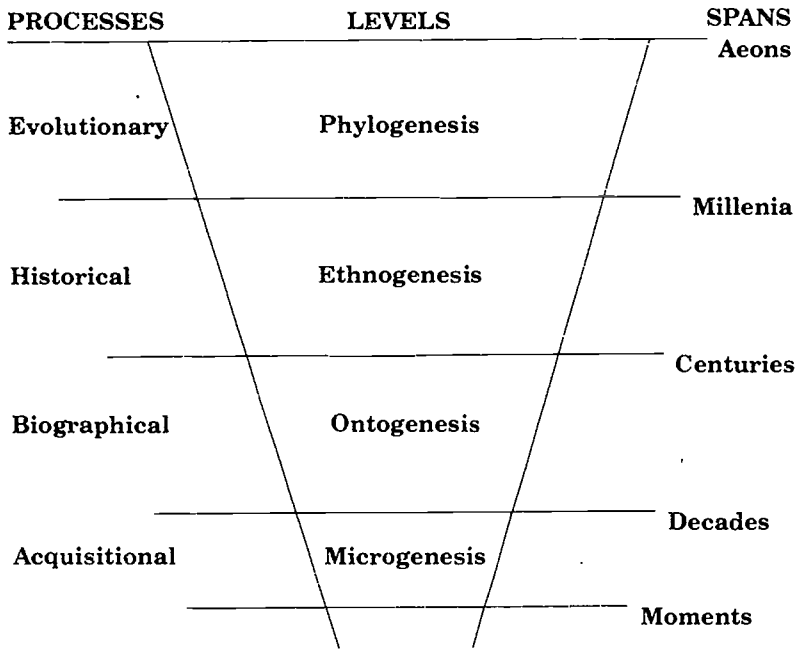 PROCESSES LEVELS SPANS
Aeons
Evolutionary Phylogenesis
Millenia
Historical Ethnogenesis
Centuries
Biographical Ontogenesis
Decades
Acquisitional Microgenesis
Moments